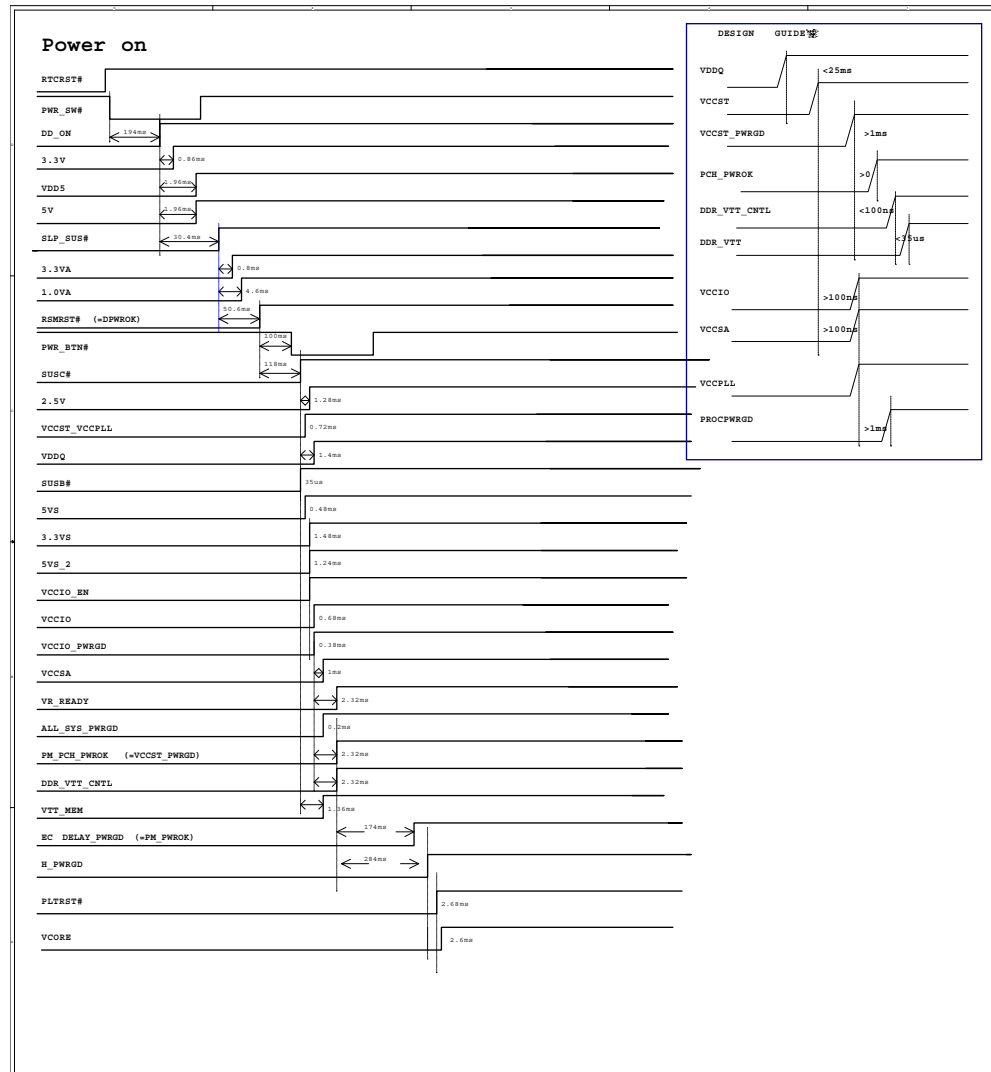 Power on
RTCRST#
PWR_SW#
194ms
DD_ON
0.86ms
3.3V
1.96ms
VDD5
1.96ms
5V
SLP_SUS#
30.4ms
3.3VA
0.8ms
1.0VA
4.6ms
50.6ms
RSMRST# (=DPWROK)
100ms
PWR_BTN#
118ms
SUSC#
2.5V
1.28ms
VCCST_VCCPLL
0.72ms
VDDQ
1.4ms
SUSB#
35us
5VS
0.48ms
3.3VS
1.48ms
5VS_2
1.24ms
VCCIO_EN
VCCIO
0.68ms
VCCIO_PWRGD
0.38ms
VCCSA
1ms
VR_READY
2.32ms
ALL_SYS_PWRGD
0.2ms
PM_PCH_PWROK (=VCCST_PWRGD)
2.32ms
DDR_VTT_CNTL
2.32ms
VTT_MEM
1.36ms
174ms
EC DELAY_PWRGD (=PM_PWROK)
284ms
H_PWRGD
PLTRST#
2.68ms
VCORE
2.6ms
DESIGN GUIDE
VDDQ
<25ms
VCCST
VCCST_PWRGD
>1ms
PCH_PWROK
>0
DDR_VTT_CNTL
<100ns
DDR_VTT
<35us
VCCIO
>100ns
VCCSA
>100ns
VCCPLL
PROCPWRGD
>1ms